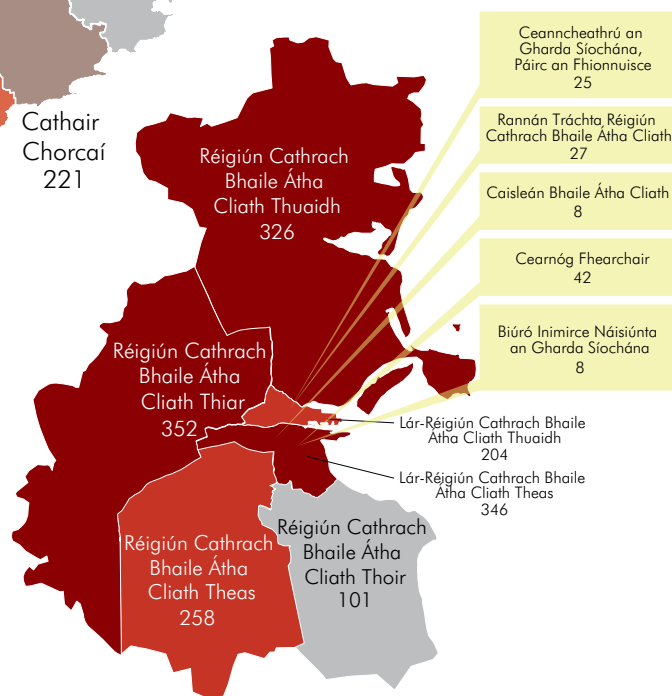 Ceanncheathrú an
Gharda Síochána,
Páirc an Fhionnuisce
25
Rannán Tráchta Réigiún
Cathrach Bhaile Átha Cliath
27
Caisleán Bhaile Átha Cliath
8
Cearnóg Fhearchair
42
Biúró Inimirce Náisiúnta
an Gharda Síochána
8
Cathair
Chorcaí
221
Réigiún Cathrach
Bhaile Átha
Cliath Thuaidh
326
Réigiún Cathrach
Bhaile Átha
Cliath Thiar
352
Lár-Réigiún Cathrach Bhaile
Átha Cliath Thuaidh
204
Lár-Réigiún Cathrach Bhaile
Átha Cliath Theas
346
Réigiún Cathrach
Bhaile Átha
Cliath Theas
258
Réigiún Cathrach
Bhaile Átha
Cliath Thoir
101